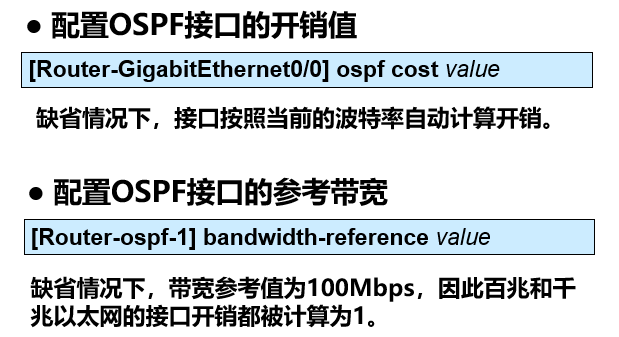 ● 配置OSPF接口的开销值
[Router-GigabitEthernet0/0] ospf cost value
缺省情况下，接口按照当前的波特率自动计算开销。
● 配置OSPF接口的参考带宽
[Router-ospf-1] bandwidth-reference value
缺省情况下，带宽参考值为100Mbps，因此百兆和千
兆以太网的接口开销都被计算为1。